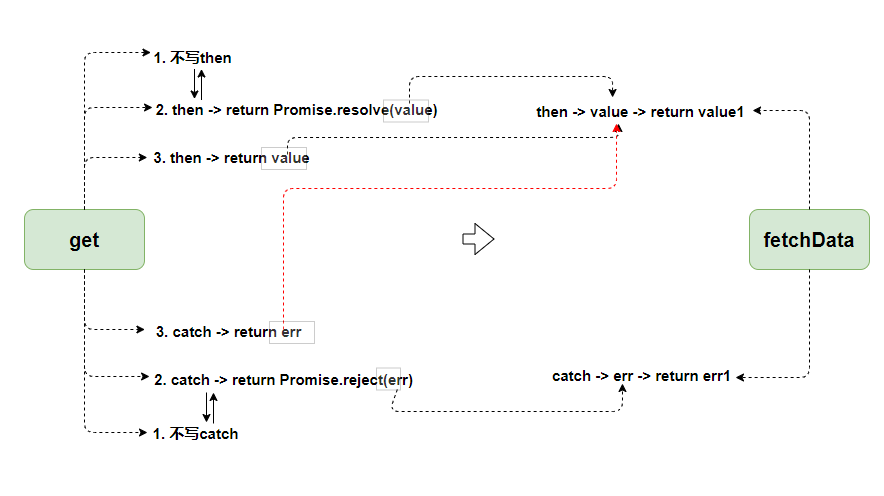 1. 不写then
2. then -> return Promise.resolve(value)
then -> value -> return value1
3. then -> return value
get
fetchData
3. catch -> return err
2. catch -> return Promise.reject(err)
catch -> err -> return err1
1. 不写catch